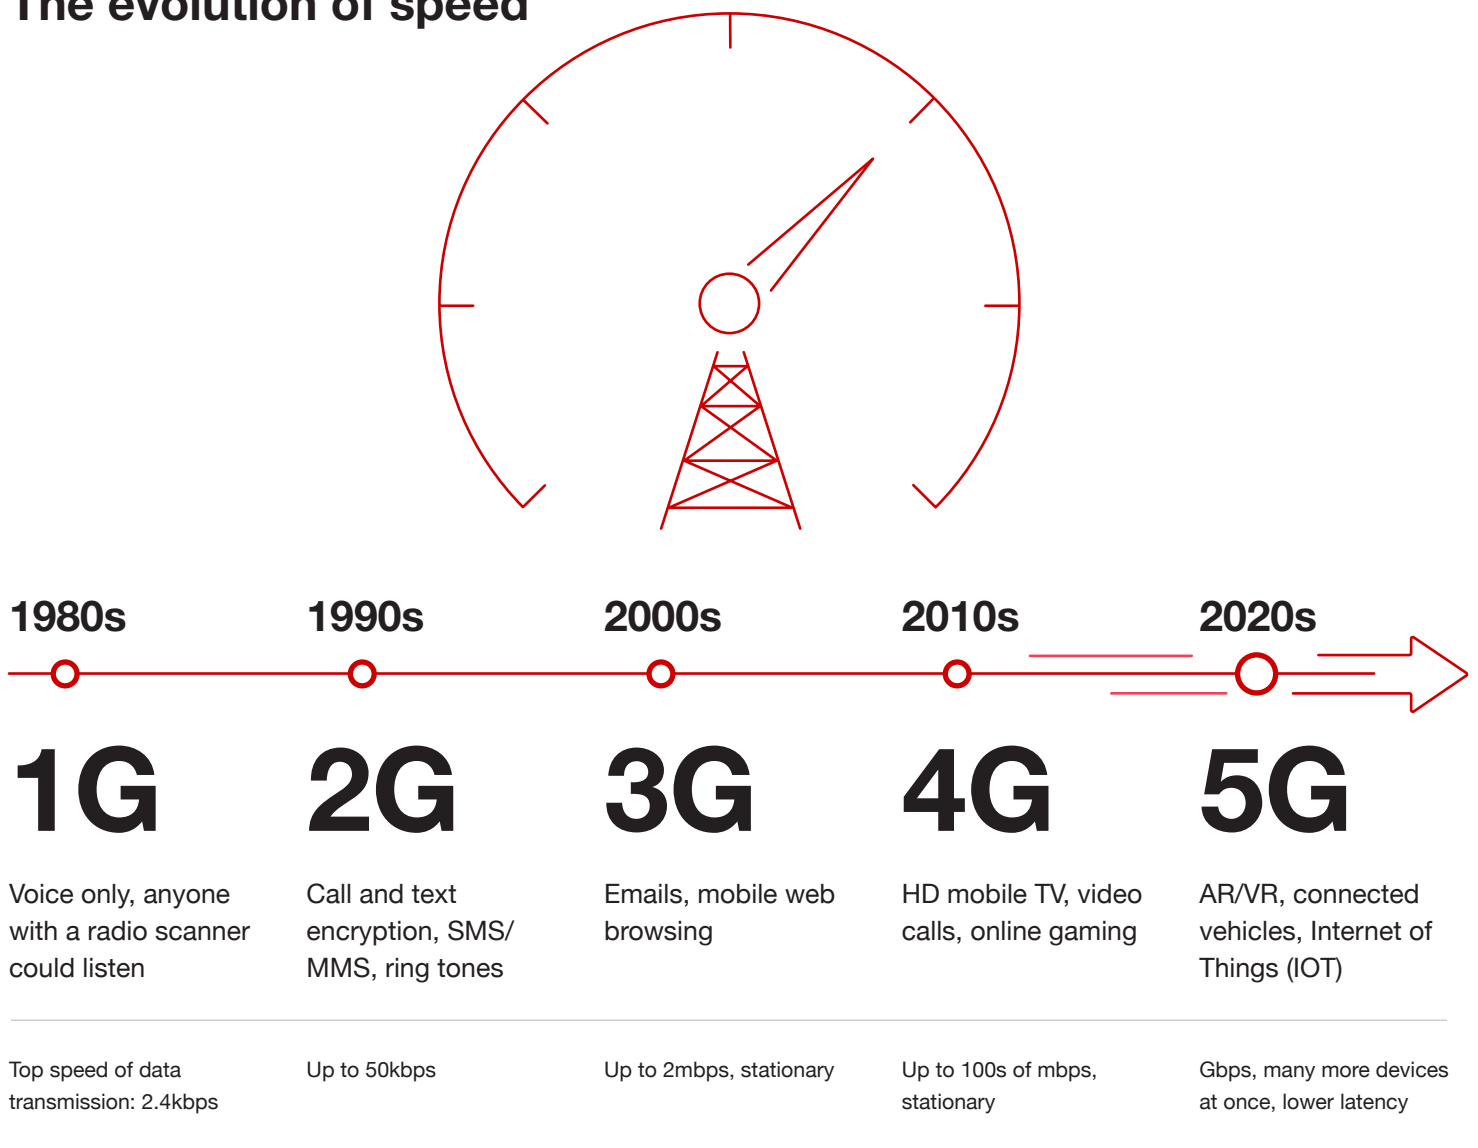 The evolution of speed
1980s
1990s
2000s
2010s
2020s
1G
2G
3G
4G
5G
Voice only, anyone
with a radio scanner
could listen
Call and text
encryption, SMS/
MMS, ring tones
Emails, mobile web
browsing
HD mobile TV, video
calls, online gaming
AR/VR, connected
vehicles, Internet of
Things (IOT)
Top speed of data
transmission: 2.4kbps
Up to 50kbps
Up to 2mbps, stationary
Up to 100s of mbps,
stationary
Gbps, many more devices
at once, lower latency